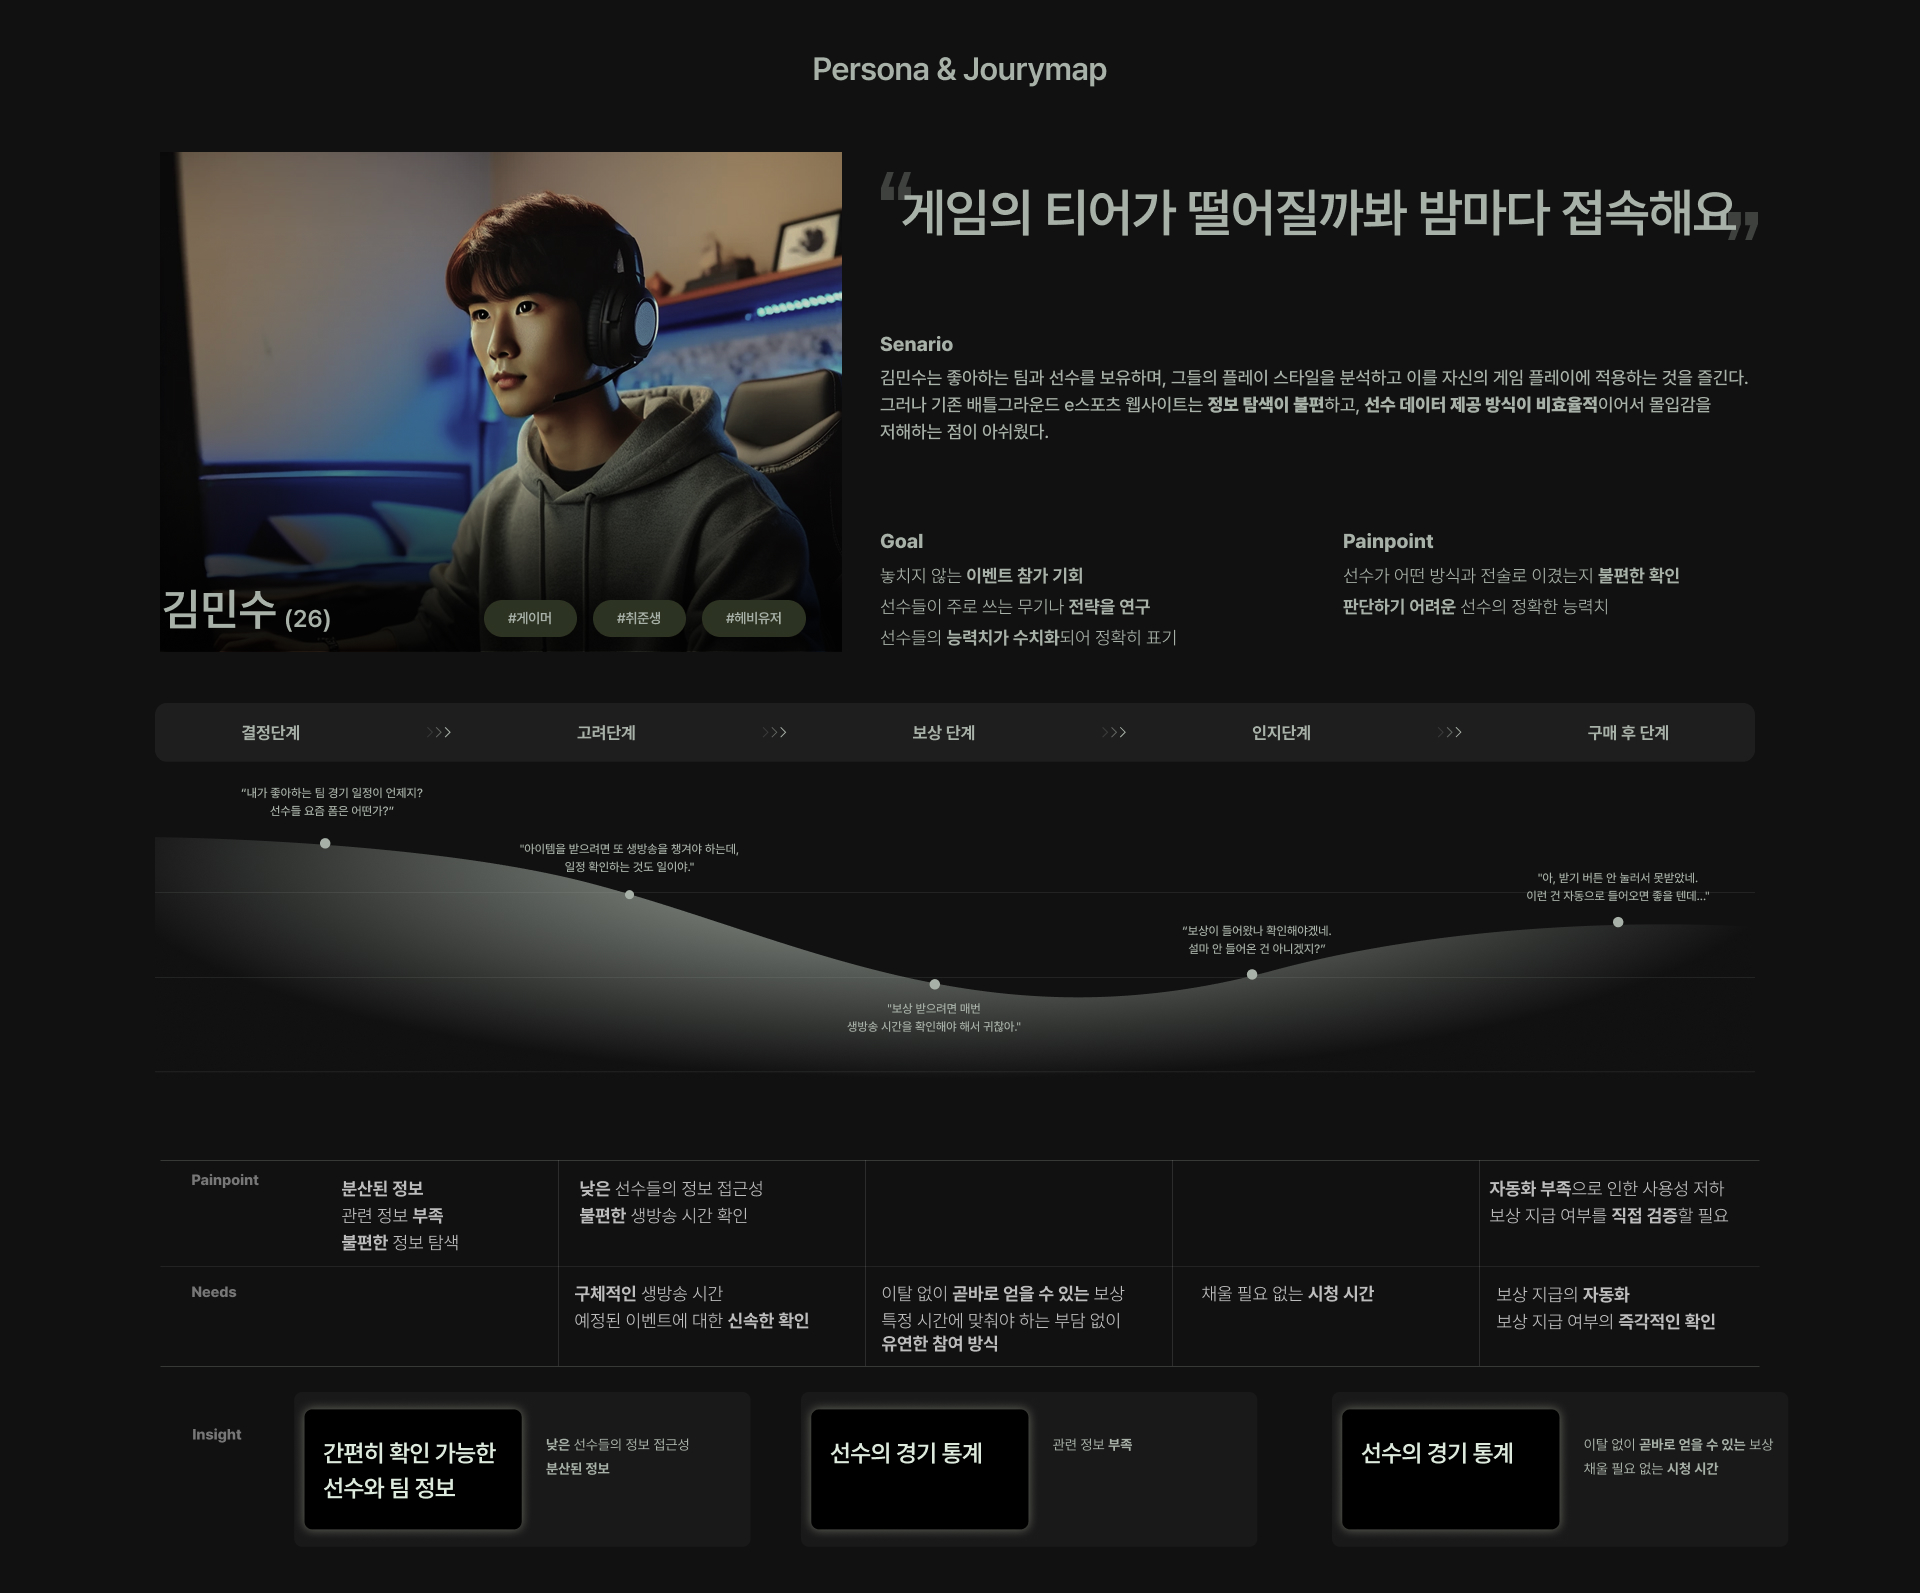 Persona & Jourymap
“게임의 티어가 떨어질까봐 밤마다 접속해요”
김민수 (26)
#게이머
#취준생
#헤비유저
Senario
김민수는 좋아하는 팀과 선수를 보유하며, 그들의 플레이 스타일을 분석하고 이를 자신의 게임 플레이에 적용하는 것을 즐긴다.
그러나 기존 배틀그라운드 e스포츠 웹사이트는 정보 탐색이 불편하고, 선수 데이터 제공 방식이 비효율적이어서 몰입감을
저해하는 점이 아쉬웠다.
Goal
놓치지 않는 이벤트 참가 기회
선수들이 주로 쓰는 무기나 전략을 연구
선수들의 능력치가 수치화되어 정확히 표기
Painpoint
선수가 어떤 방식과 전술로 이겼는지 불편한 확인
판단하기 어려운 선수의 정확한 능력치
결정단계
고려단계
보상 단계
인지단계
구매 후 단계
“내가 좋아하는 팀 경기 일정이 언제지?
선수들 요즘 폼은 어떤가?”
"아이템을 받으려면 또 생방송을 챙겨야 하는데,
일정 확인하는 것도 일이야."
"보상 받으려면 매번
생방송 시간을 확인해야 해서 귀찮아."
“보상이 들어왔나 확인해야겠네.
설마 안 들어온 건 아니겠지?”
"아, 받기 버튼 안 눌러서 못받았네.
이런 건 자동으로 들어오면 좋을 텐데..."
Painpoint
분산된 정보
관련 정보 부족
불편한 정보 탐색
낮은 선수들의 정보 접근성
불편한 생방송 시간 확인
자동화 부족으로 인한 사용성 저하
보상 지급 여부를 직접 검증할 필요
Needs
구체적인 생방송 시간
예정된 이벤트에 대한 신속한 확인
이탈 없이 곧바로 얻을 수 있는 보상
특정 시간에 맞춰야 하는 부담 없이
유연한 참여 방식
채울 필요 없는 시청 시간
보상 지급의 자동화
보상 지급 여부의 즉각적인 확인
Insight
간편히 확인 가능한
선수와 팀 정보
낮은 선수들의 정보 접근성
분산된 정보
선수의 경기 통계
관련 정보 부족
선수의 경기 통계
이탈 없이 곧바로 얻을 수 있는 보상
채울 필요 없는 시청 시간